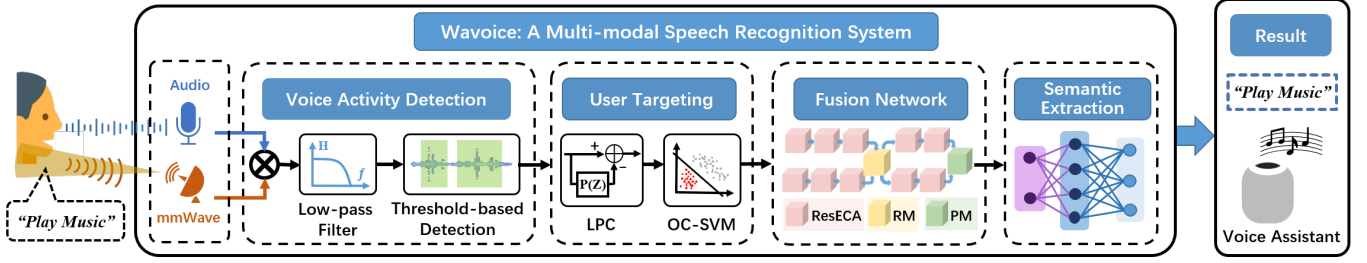 Wavoice: A Multi-modal Speech Recognition System
“Play Music”
Audio
mmWave
Voice Activity Detection
H
f
Low-pass
Filter
Threshold-based
Detection
User Targeting
+
−
P(Z)
LPC
OC-SVM
Fusion Network
ResECA
RM
PM
Semantic
Extraction
Result
“Play Music”
Voice Assistant